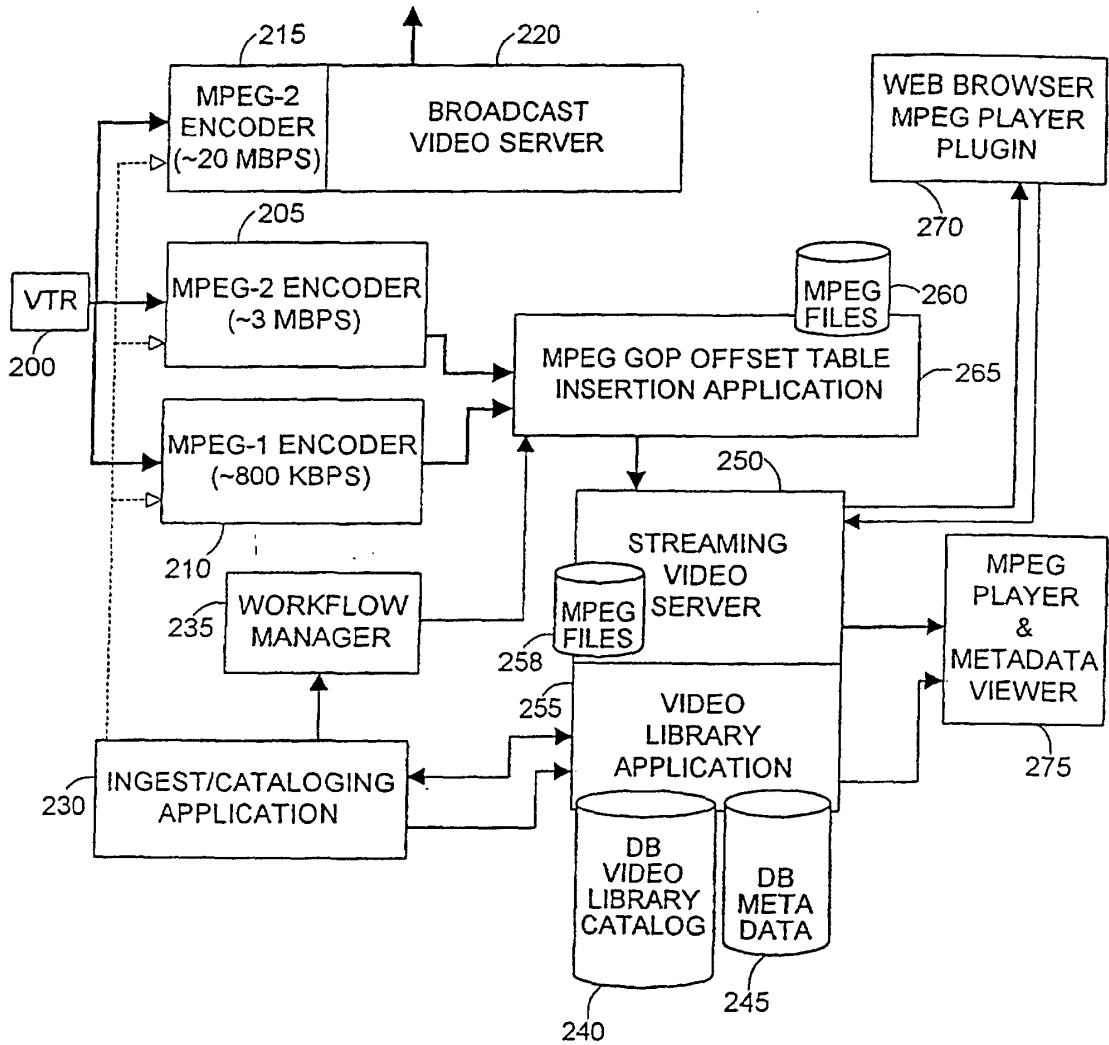 215
220
MPEG-2
ENCODER
(~20 MBPS)
BROADCAST
VIDEO SERVER
WEB BROWSER
MPEG PLAYER
PLUGIN
270
205
MPEG-2 ENCODER
(~3 MBPS)
VTR
200
MPEG
FILES
260
MPEG GOP OFFSET TABLE
INSERTION APPLICATION
265
MPEG-1 ENCODER
(~800 KBPS)
210
250
STREAMING
VIDEO
SERVER
MPEG
FILES
258
235
WORKFLOW
MANAGER
MPEG
PLAYER
&
METADATA
VIEWER
275
255
VIDEO
LIBRARY
APPLICATION
230
INGEST/CATALOGING
APPLICATION
DB
VIDEO
LIBRARY
CATALOG
240
DB
META
DATA
245